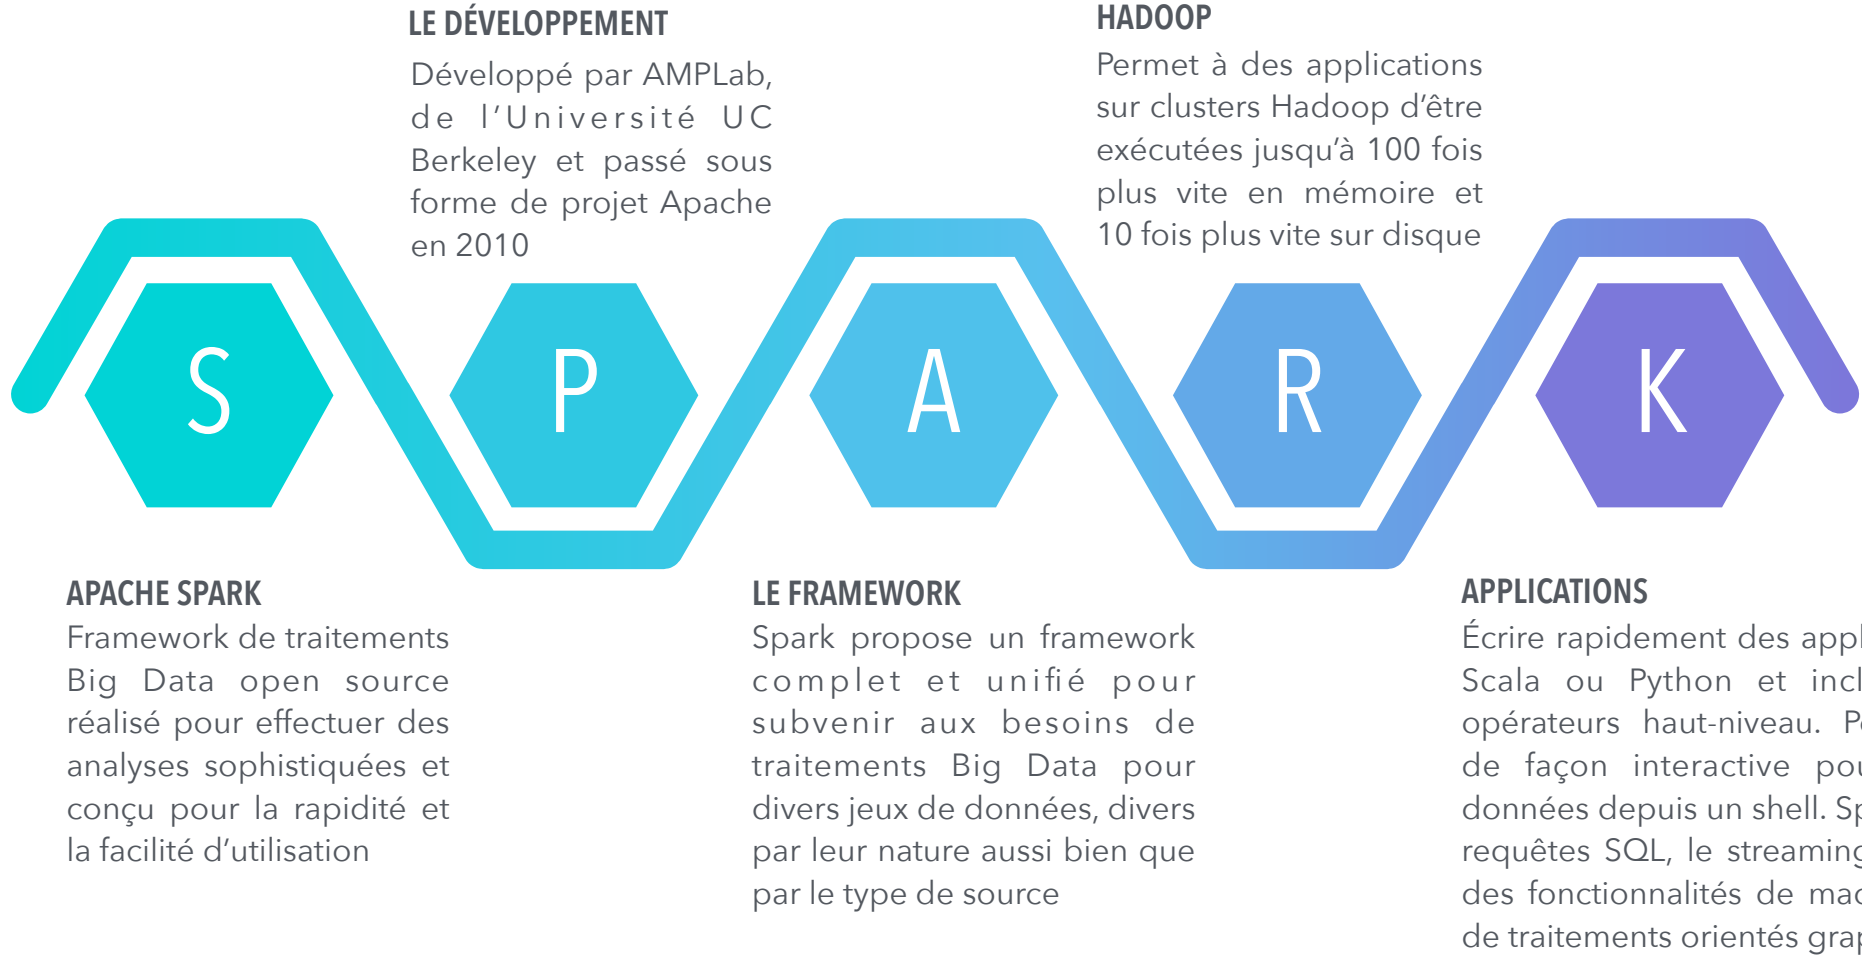 LE DÉVELOPPEMENT
Développé par AMPLab,
de l'Université UC
Berkeley et passé sous
forme de projet Apache
en 2010
HADOOP
Permet à des applications
sur clusters Hadoop d'être
exécutées jusqu'à 100 fois
plus vite en mémoire et
10 fois plus vite sur disque
S P A R K
APACHE SPARK
Framework de traitements
Big Data open source
réalisé pour effectuer des
analyses sophistiquées et
conçu pour la rapidité et
la facilité d'utilisation
LE FRAMEWORK
Spark propose un framework
complet et unifié pour
subvenir aux besoins de
traitements Big Data pour
divers jeux de données, divers
par leur nature aussi bien que
par le type de source
APPLICATIONS
Écrire rapidement des
Scala ou Python et
opérateurs haut-niveau.
de façon interactive
données depuis un shell.
requêtes SQL, le streaming
des fonctionnalités de
de traitements orientés